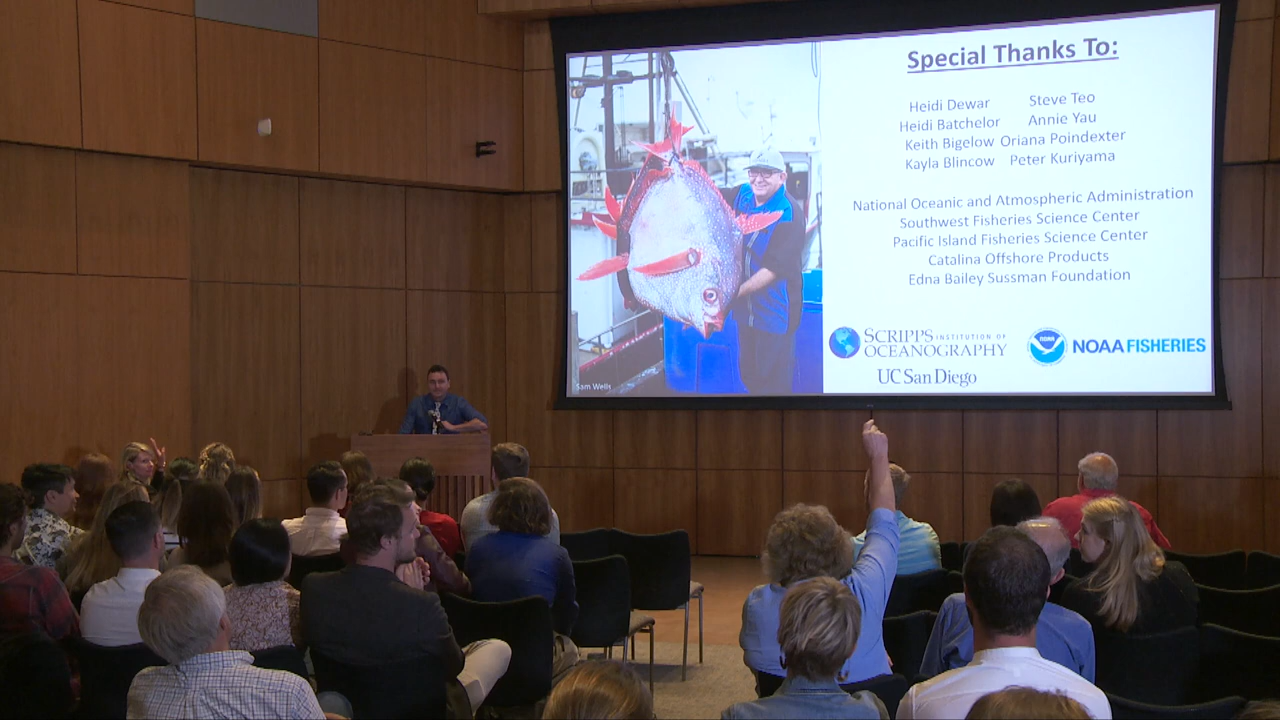 Special Thanks To:
Heidi Dewar Steve Teo
Heidi Batchelor Annie Yau
Keith Bigelow Oriana Poindexter
Kayla Blincow Peter Kuriyama
National Oceanic and Atmospheric Administration
Southwest Fisheries Science Center
Pacific Island Fisheries Science Center
Catalina Offshore Products
Edna Bailey Sussman Foundation
SCRIPPS INSTITUTION OF
OCEANOGRAPHY
UC San Diego
NOAA
NOAA FISHERIES
Sam Wells